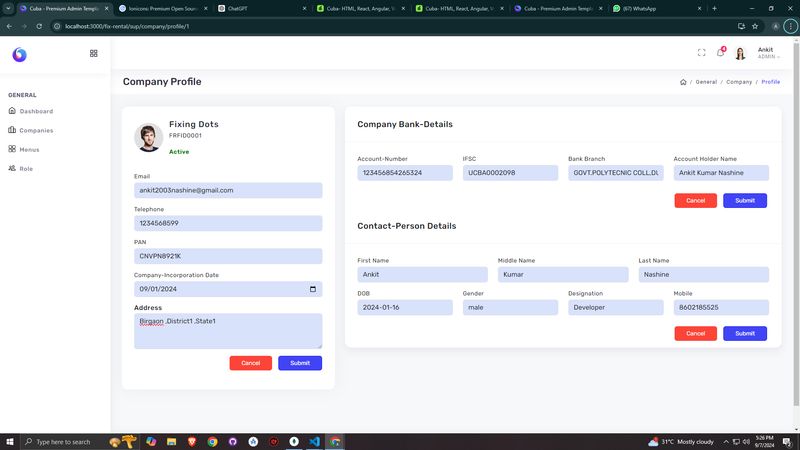 Cuba - Premium Admin Templa
Ionicons: Premium Open Sour
ChatGPT
Cuba- HTML, React, Angular, V
Cuba- HTML, React, Angular, V
Cuba - Premium Admin Templ
(67) WhatsApp
localhost:3000/fix-rental/sup/company/profile/1
A
4
Ankit
ADMIN
Company Profile
/ General / Company / Profile
GENERAL
Dashboard
Companies
Menus
Role
Fixing Dots
FRFID0001
Active
Email
ankit2003nashine@gmail.com
Telephone
1234568599
PAN
CNVPN8921K
Company-Incorporation Date
09/01/2024
Address
Birgaon ,District1 ,State1
Cancel Submit
Company Bank-Details
Account-Number IFSC Bank Branch Account Holder Name
123456854265324 UCBA0002098 GOVT.POLYTECNIC COLL,DU Ankit Kumar Nashine
Cancel Submit
Contact-Person Details
First Name Middle Name Last Name
Ankit Kumar Nashine
DOB Gender Designation Mobile
2024-01-16 male Developer 8602185525
Cancel Submit
Type here to search
31°C Mostly cloudy
5:26 PM
9/7/2024